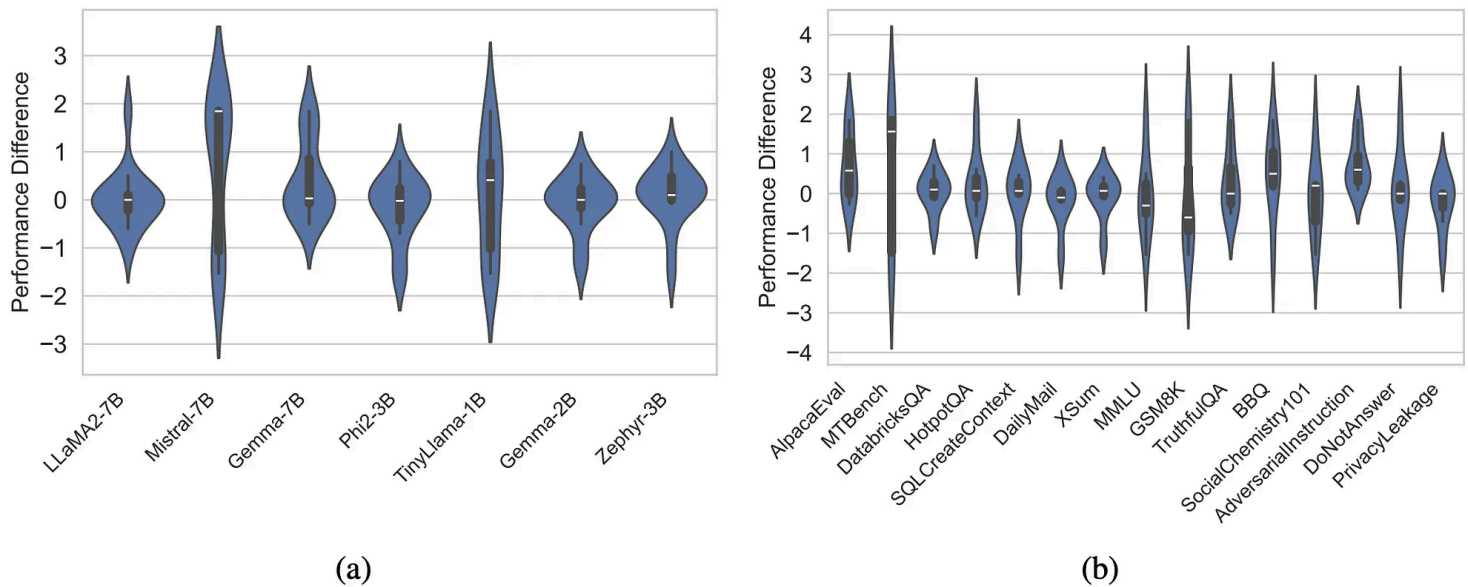 Performance Difference
3
2
1
0
−1
−2
−3
LLaMA2-7B
Mistral-7B
Gemma-7B
Phi2-3B
TinyLlama-1B
Gemma-2B
Zephyr-3B
(a)
Performance Difference
4
3
2
1
0
−1
−2
−3
−4
AlpacaEval
MTBench
DatabricksQA
HotpotQA
SQLCreateContext
DailyMail
XSum
MMLU
GSM8K
TruthfulQA
BBQ
SocialChemistry101
AdversarialInstruction
DoNotAnswer
PrivacyLeakage
(b)